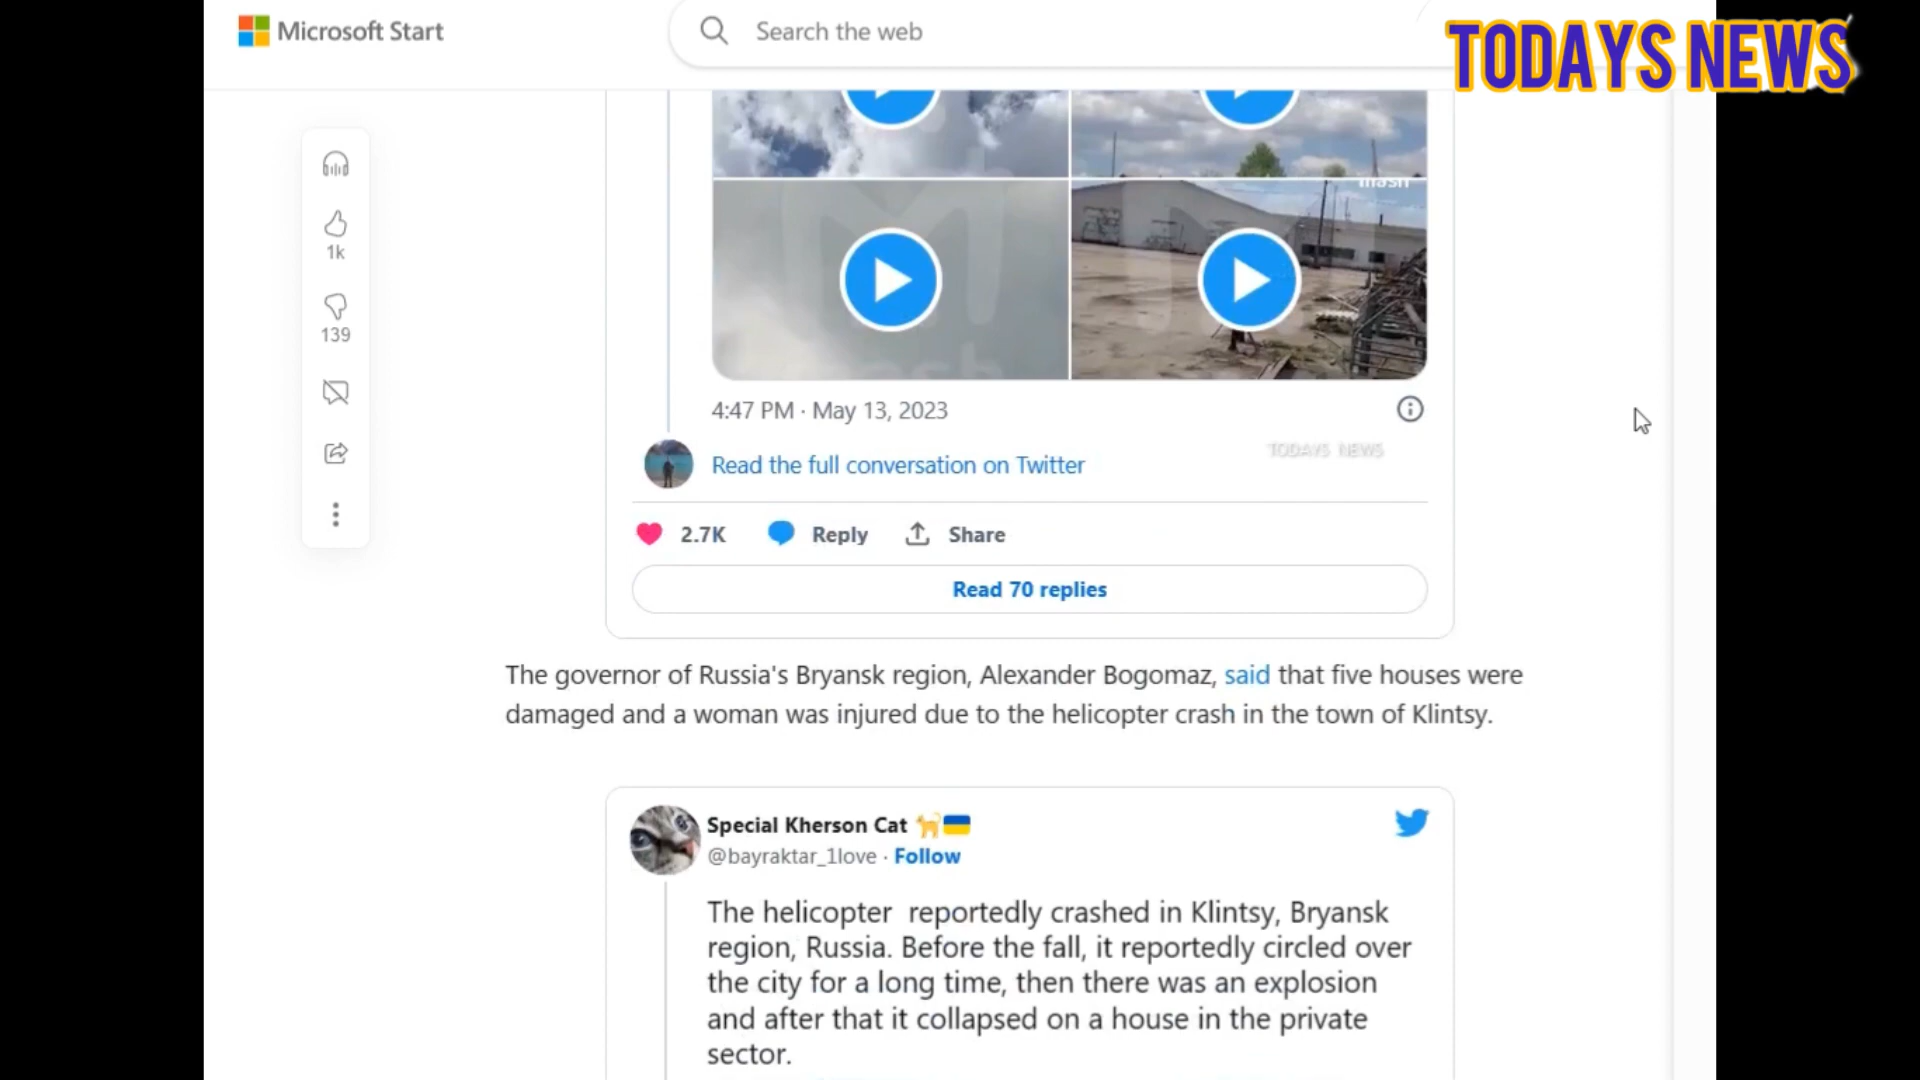 Microsoft Start
Search the web
TODAYS NEWS
1k
139
mash
mash
4:47 PM · May 13, 2023
TODAYS NEWS
Read the full conversation on Twitter
2.7K Reply Share
Read 70 replies
The governor of Russia's Bryansk region, Alexander Bogomaz, said that five houses were
damaged and a woman was injured due to the helicopter crash in the town of Klintsy.
Special Kherson Cat
@bayraktar_1love · Follow
The helicopter reportedly crashed in Klintsy, Bryansk
region, Russia. Before the fall, it reportedly circled over
the city for a long time, then there was an explosion
and after that it collapsed on a house in the private
sector.